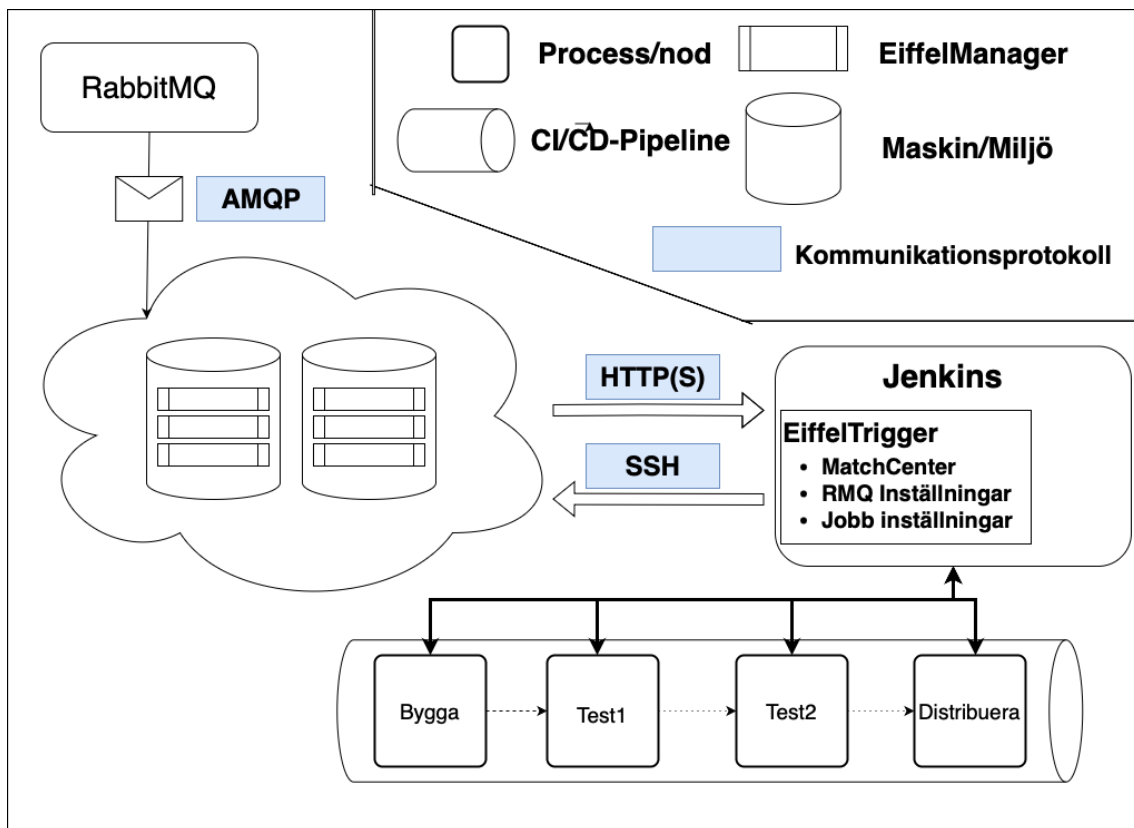 RabbitMQ
AMQP
Process/nod
EiffelManager
CI/CD-Pipeline
Maskin/Miljö
Kommunikationsprotokoll
HTTP(S)
SSH
Jenkins
EiffelTrigger
• MatchCenter
• RMQ Inställningar
• Jobb inställningar
Bygga
Test1
Test2
Distribuera